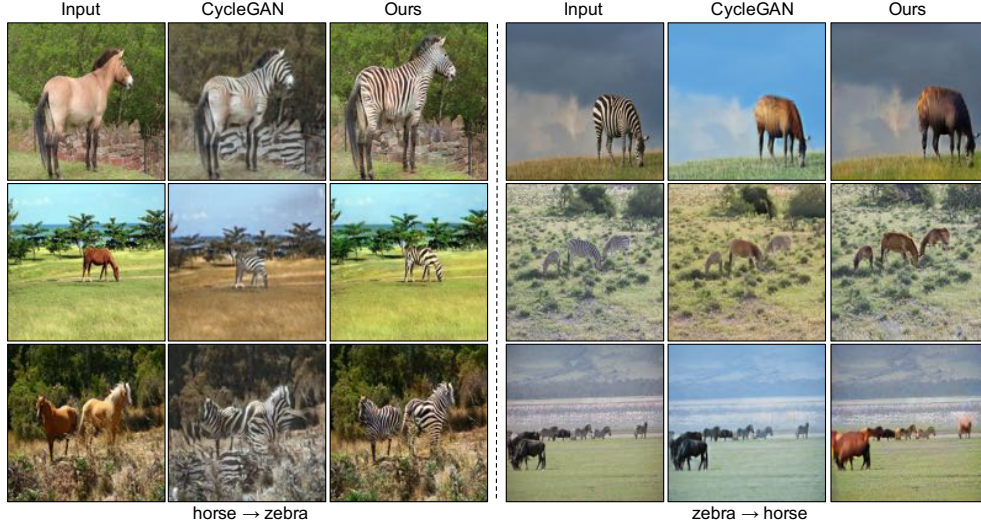 Input CycleGAN Ours Input CycleGAN Ours
horse → zebra zebra → horse